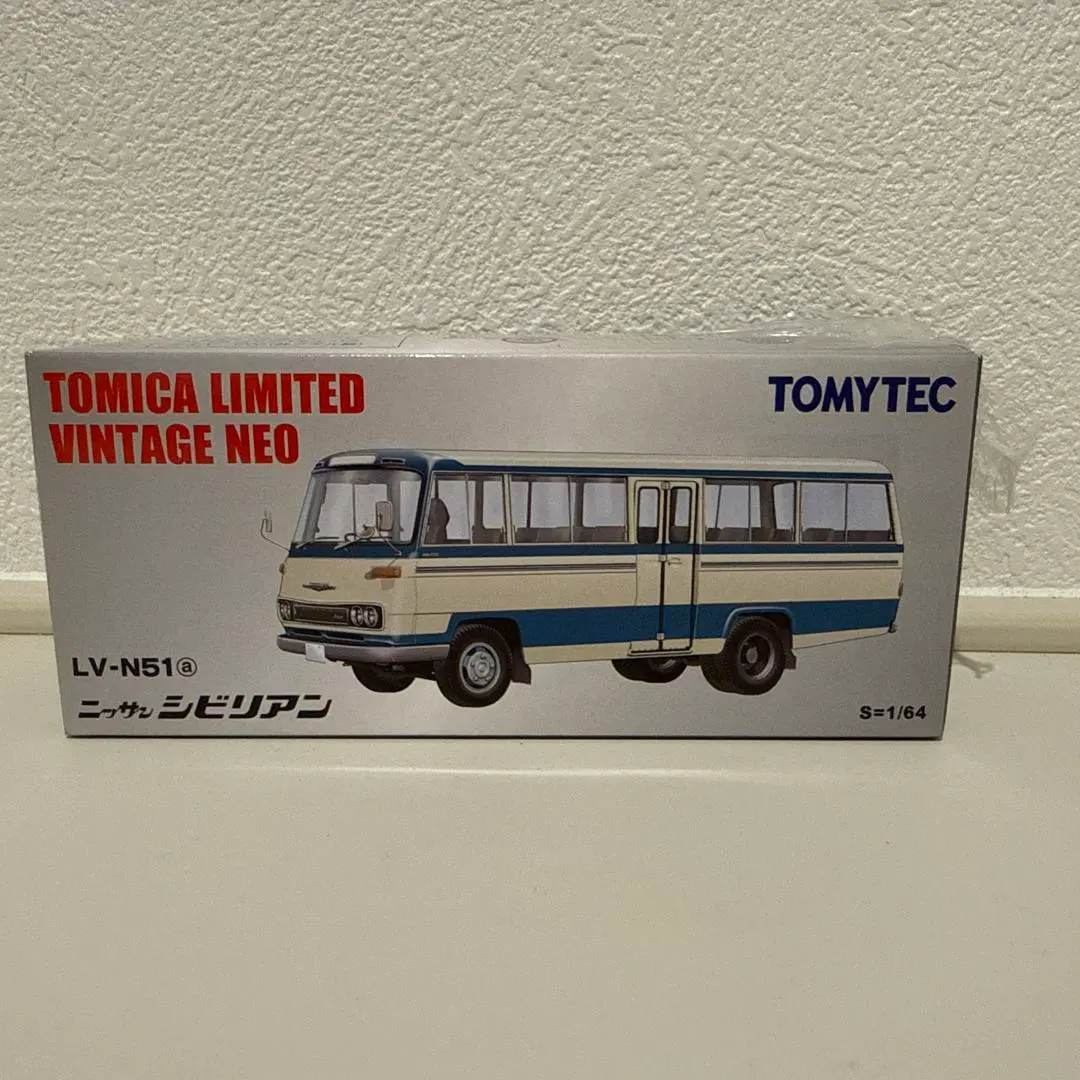 TOMICA LIMITED
VINTAGE NEO
TOMYTEC
LV-N51ⓐ
ニッサン シビリアン
S=1/64